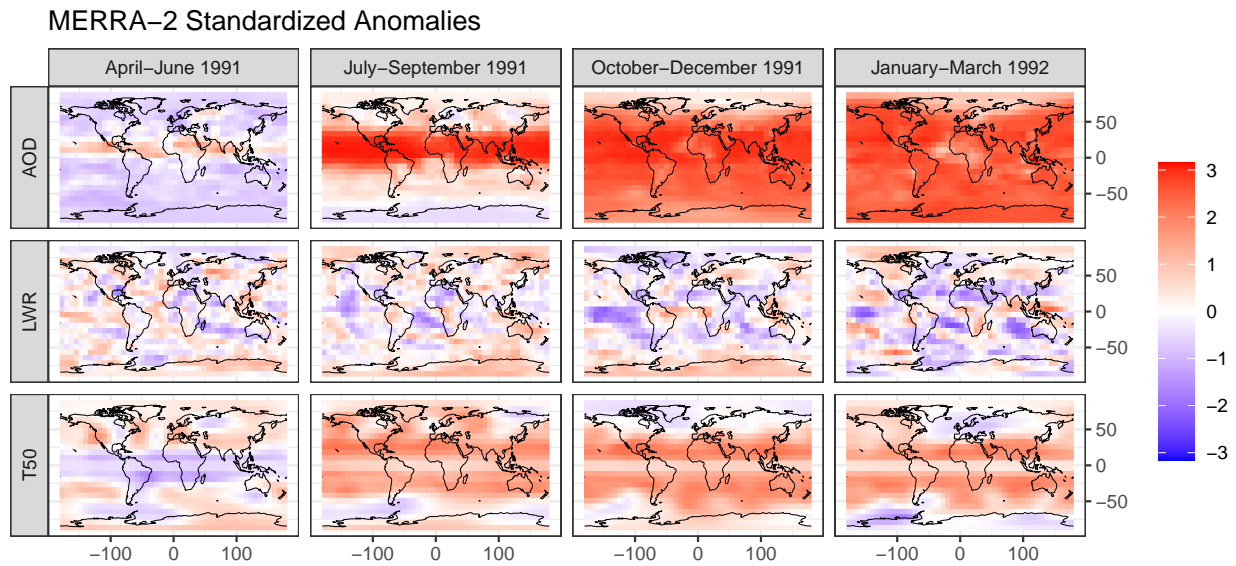 MERRA−2 Standardized Anomalies
April−June 1991
July−September 1991
October−December 1991
January−March 1992
AOD
50
0
−50
LWR
50
0
−50
T50
50
0
−50
−100 0 100
−100 0 100
−100 0 100
−100 0 100
3
2
1
0
−1
−2
−3